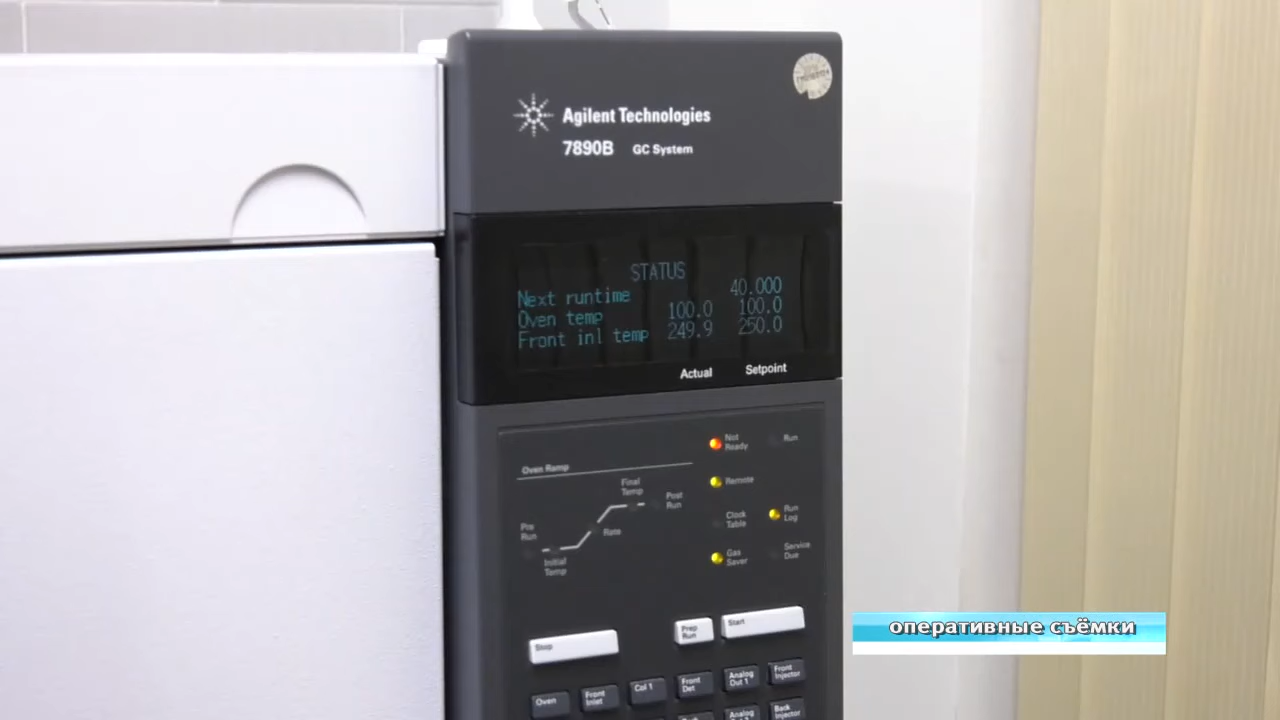 Agilent Technologies
7890B GC System
STATUS
Next runtime 40.000
Oven temp 100.0 100.0
Front inl temp 249.9 250.0
Actual Setpoint
Not Ready
Run
Oven Ramp
Remote
Final Temp
Post Run
Clock Table
Run Log
Pre Run
Rate
Initial Temp
Gas Saver
Service Due
Stop
Prep Run
Start
Oven
Front Inlet
Col 1
Front Det
Analog Out 1
Front Injector
Analog
Back Injector
оперативные съёмки